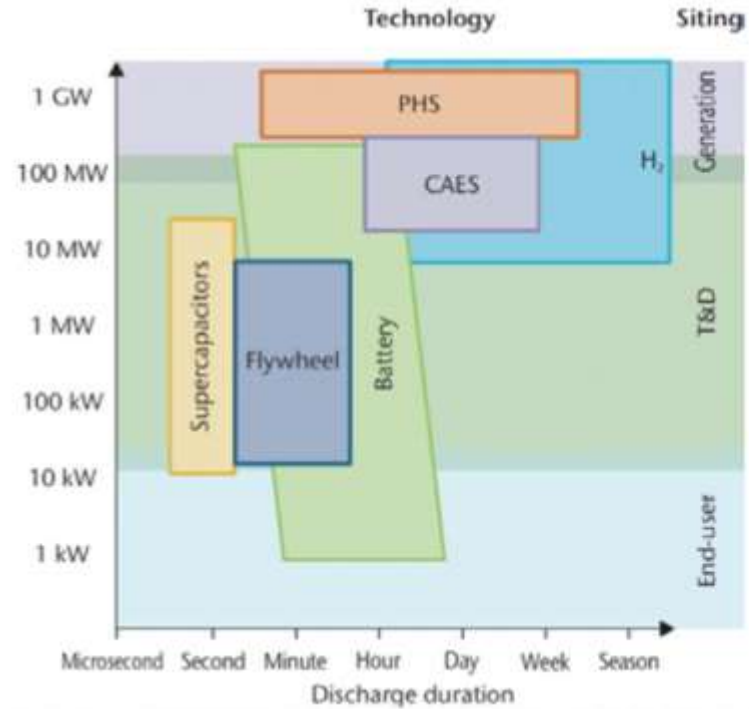 Technology Siting
1 GW
100 MW
10 MW
1 MW
100 kW
10 kW
1 kW
PHS
CAES
H₂
Supercapacitors
Flywheel
Battery
Generation
T&D
End-user
Microsecond Second Minute Hour Day Week Season
Discharge duration